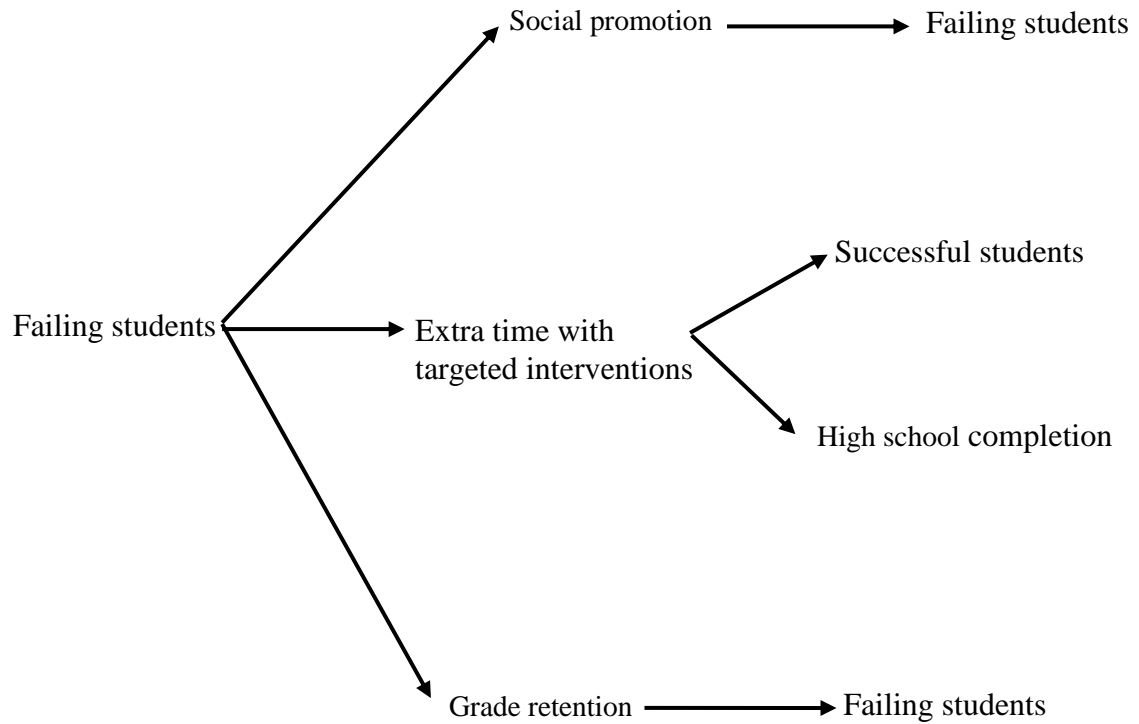 Social promotion
Failing students
Successful students
Failing students
Extra time with
targeted interventions
High school completion
Grade retention
Failing students